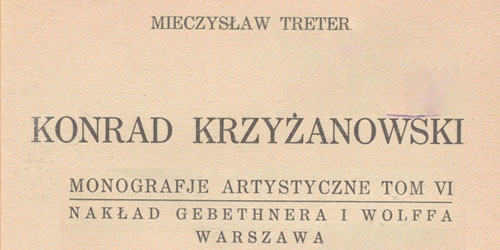 MIECZYSŁAW TRETER
KONRAD KRZYŻANOWSKI
MONOGRAFJE ARTYSTYCZNE TOM VI
NAKŁAD GEBETHNERA I WOLFFA
WARSZAWA